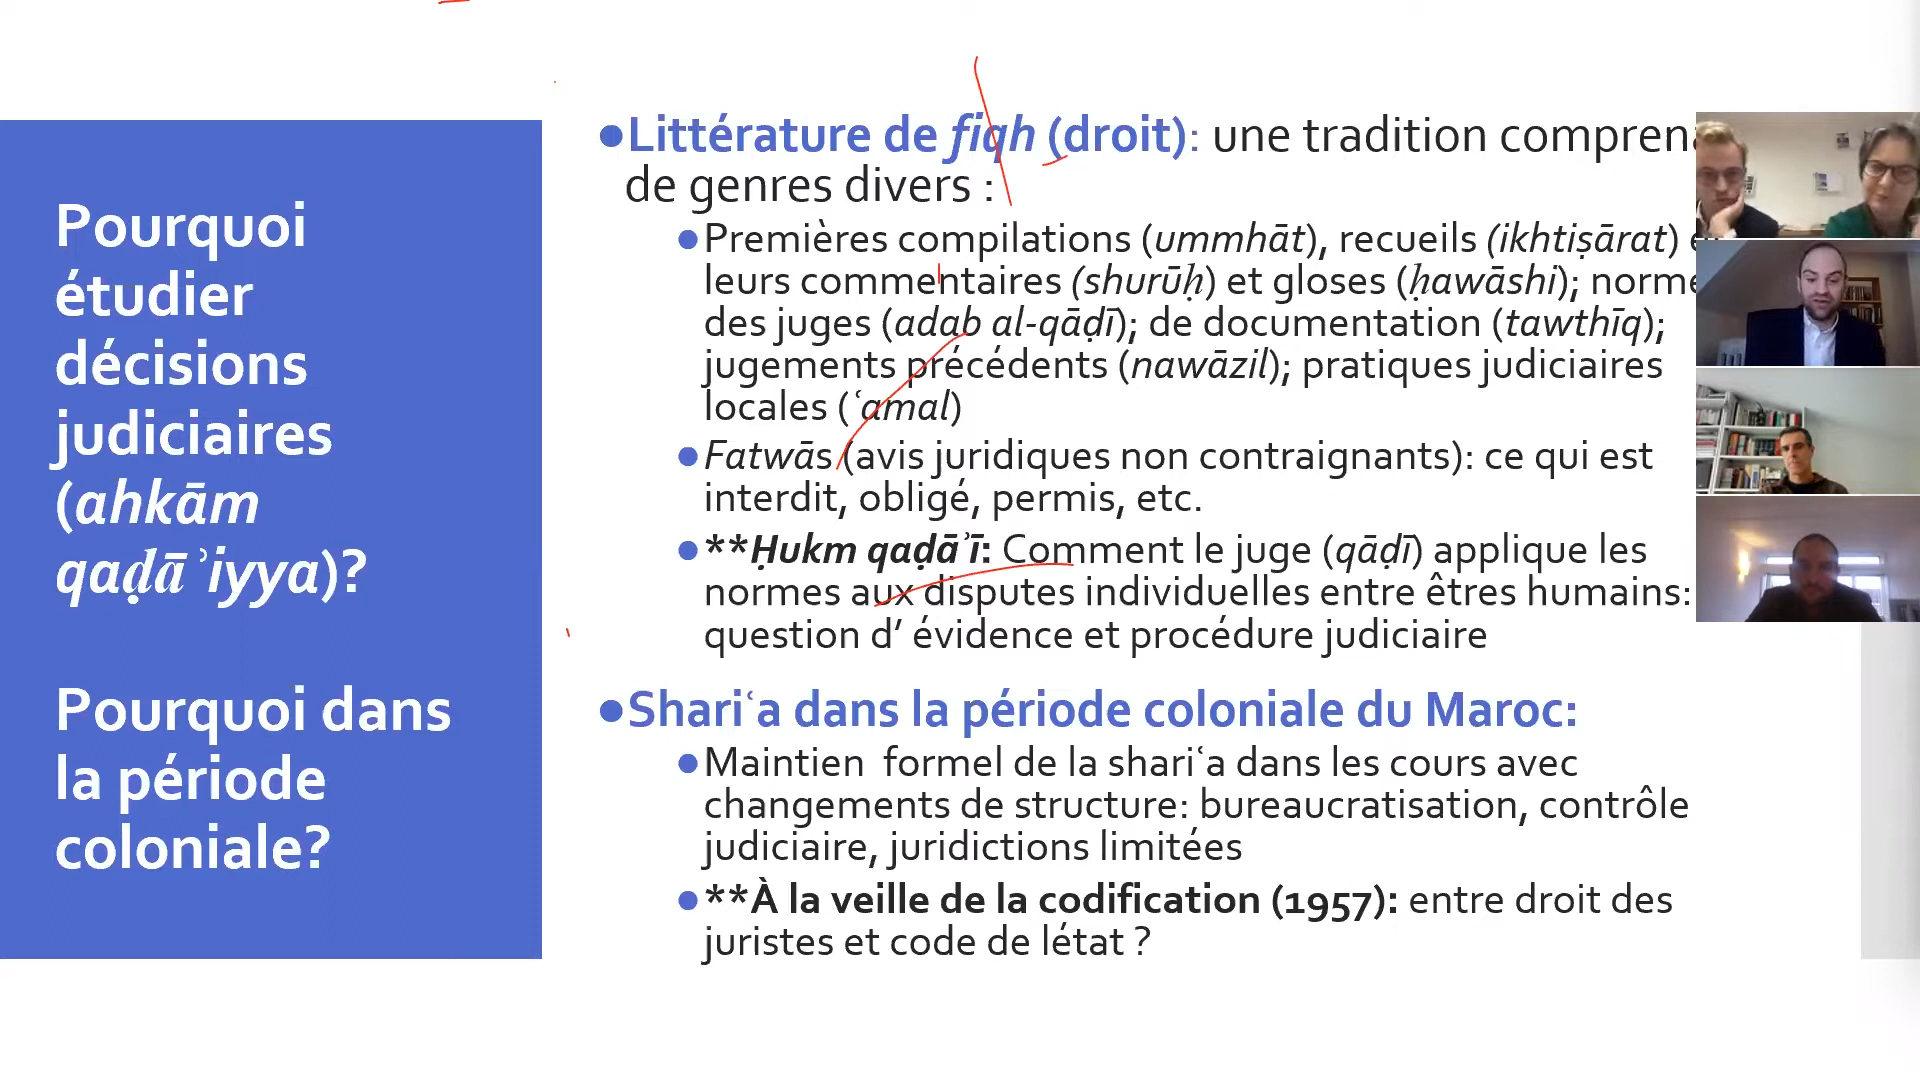 Pourquoi
étudier
décisions
judiciaires
(ahkām
qaḍāʾiyya)?
Pourquoi dans
la période
coloniale?
●Littérature de fiqh (droit): une tradition
de genres divers :
●Premières compilations (ummhāt), recueils (ikhtiṣārat)
leurs commentaires (shurūḥ) et gloses (ḥawāshi);
des juges (adab al-qāḍī); de documentation (tawthīq);
jugements précédents (nawāzil); pratiques judiciaires
locales (ʿamal)
●Fatwās (avis juridiques non contraignants): ce qui est
interdit, obligé, permis, etc.
●**Ḥukm qaḍāʾī: Comment le juge (qāḍī) applique les
normes aux disputes individuelles entre êtres humains:
question d’ évidence et procédure judiciaire
●Shariʿa dans la période coloniale du Maroc:
●Maintien  formel de la shariʿa dans les cours avec
changements de structure: bureaucratisation, contrôle
judiciaire, juridictions limitées
●**À la veille de la codification (1957): entre droit des
juristes et code de létat ?